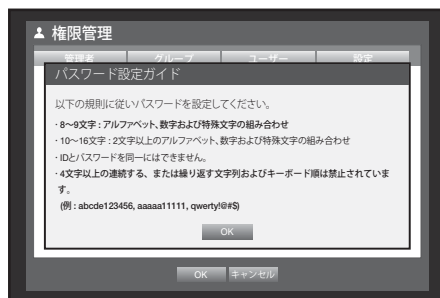 権限管理
管理者 グループ ユーザー 設定
パスワード設定ガイド
以下の規則に従いパスワードを設定してください。
· 8～9文字 : アルファベット、数字および特殊文字の組み合わせ
· 10～16文字 : 2文字以上のアルファベット、数字および特殊文字の組み合わせ
· IDとパスワードを同一にはできません。
· 4文字以上の連続する、または繰り返す文字列およびキーボード順は禁止されていま
す。
(例 : abcde123456, aaaaa11111, qwerty!@#$)
OK
OK キャンセル